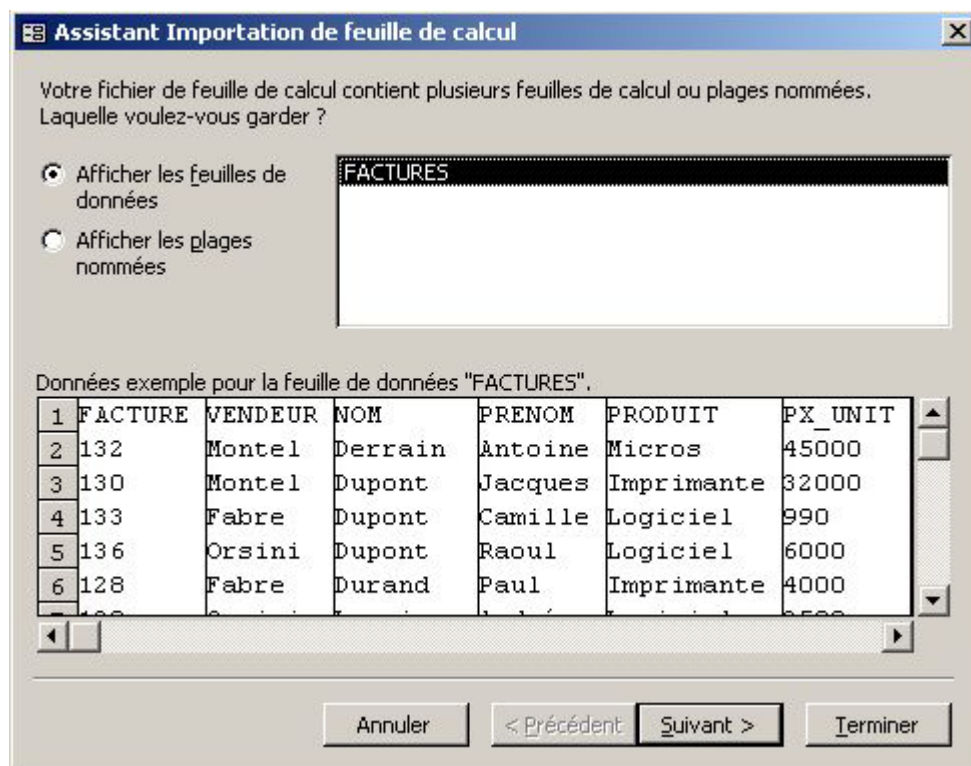 Assistant Importation de feuille de calcul
Votre fichier de feuille de calcul contient plusieurs feuilles de calcul ou plages nommées.
Laquelle voulez-vous garder ?
Afficher les feuilles de
données
FACTURES
Afficher les plages
nommées
Données exemple pour la feuille de données "FACTURES".
1 FACTURE VENDEUR NOM PRENOM PRODUIT PX_UNIT
2 132 Montel Derrain Antoine Micros 45000
3 130 Montel Dupont Jacques Imprimante 32000
4 133 Fabre Dupont Camille Logiciel 990
5 136 Orsini Dupont Raoul Logiciel 6000
6 128 Fabre Durand Paul Imprimante 4000
Annuler < Précédent Suivant > Terminer